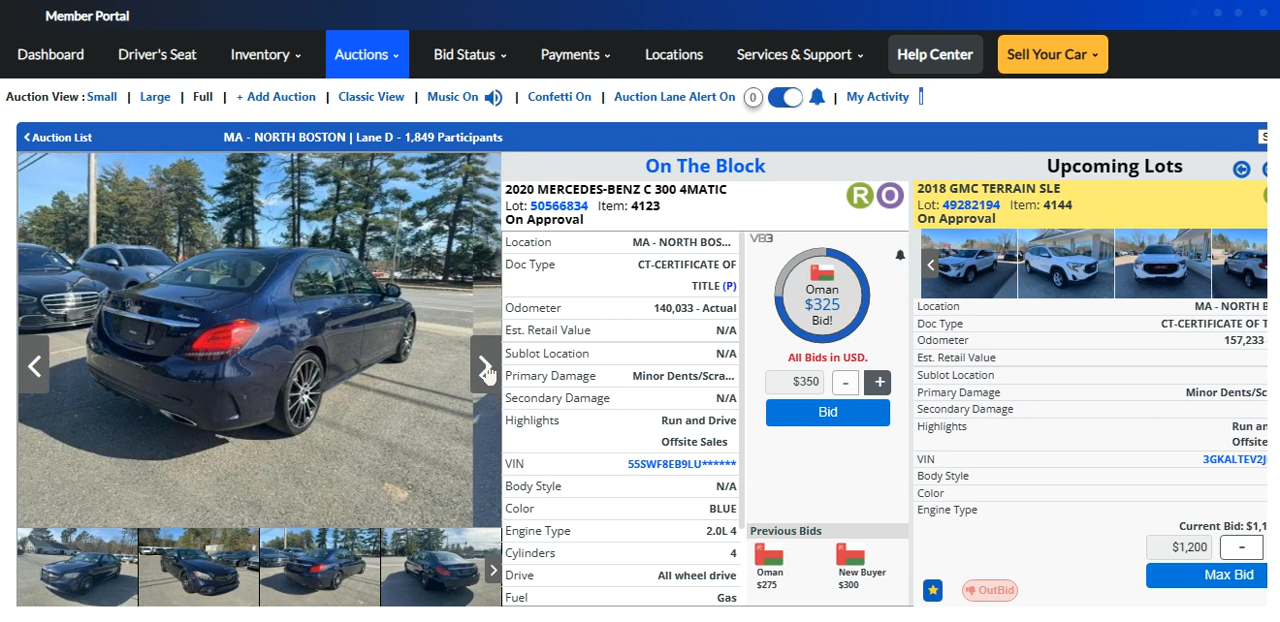 Member Portal
Dashboard Driver's Seat Inventory Auctions Bid Status Payments Locations Services & Support Help Center Sell Your Car
Auction View : Small | Large | Full | + Add Auction | Classic View | Music On | Confetti On | Auction Lane Alert On 0 | My Activity
Auction List MA - NORTH BOSTON | Lane D - 1,849 Participants
On The Block
2020 MERCEDES-BENZ C 300 4MATIC
Lot: 50566834 Item: 4123
On Approval
R O
Location MA - NORTH BOS...
Doc Type CT-CERTIFICATE OF
TITLE (P)
Odometer 140,033 - Actual
Est. Retail Value N/A
Sublot Location N/A
Primary Damage Minor Dents/Scra...
Secondary Damage N/A
Highlights Run and Drive
Offsite Sales
VIN 55SWF8EB9LU******
Body Style N/A
Color BLUE
Engine Type 2.0L 4
Cylinders 4
Drive All wheel drive
Fuel Gas
VB3
Oman
$325
Bid!
All Bids in USD.
$350 - +
Bid
Previous Bids
Oman
$275
New Buyer
$300
Upcoming Lots
2018 GMC TERRAIN SLE
Lot: 49282194 Item: 4144
On Approval
Location MA - NORTH B
Doc Type CT-CERTIFICATE OF T
Odometer 157,233
Est. Retail Value
Sublot Location
Primary Damage Minor Dents/Sc
Secondary Damage
Highlights Run an
Offsite
VIN 3GKALTEV2J
Body Style
Color
Engine Type
Current Bid: $1,1
$1,200 -
OutBid
Max Bid